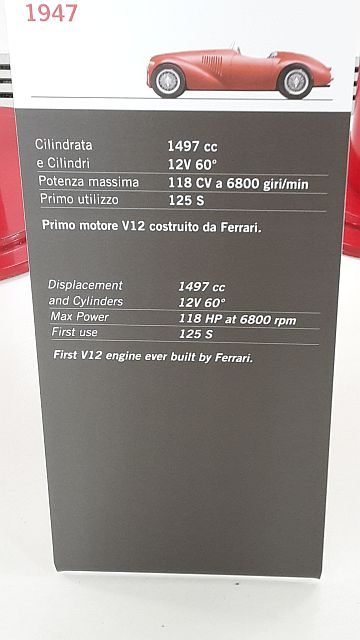 1947
Cilindrata 1497 cc
e Cilindri 12V 60°
Potenza massima 118 CV a 6800 giri/min
Primo utilizzo 125 S
Primo motore V12 costruito da Ferrari.
Displacement 1497 cc
and Cylinders 12V 60°
Max Power 118 HP at 6800 rpm
First use 125 S
First V12 engine ever built by Ferrari.